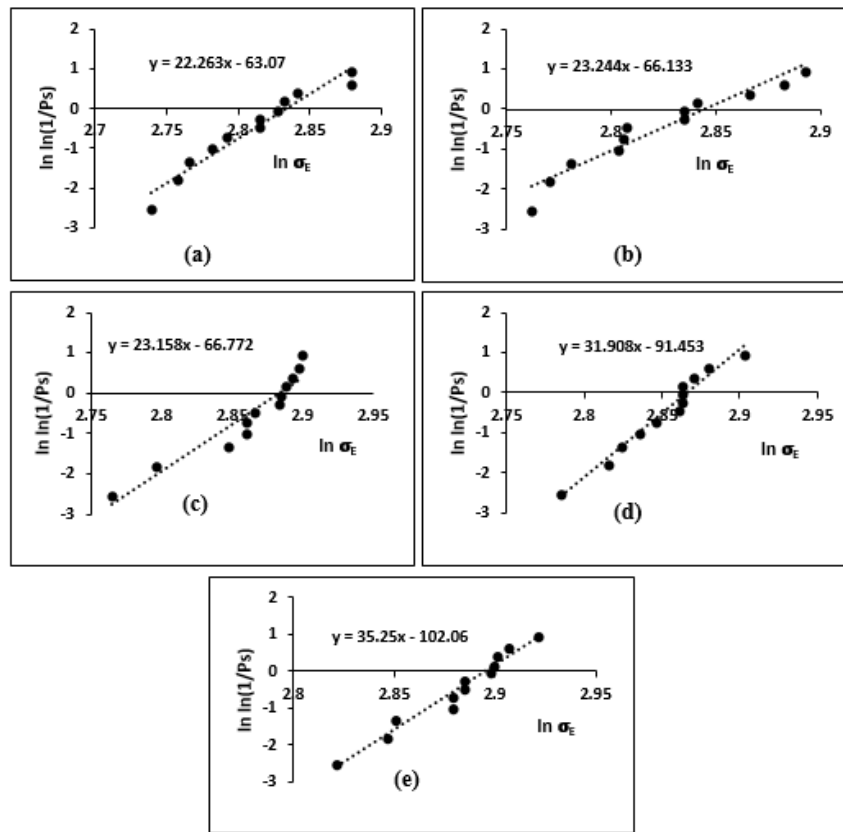 2
1
0
-1
-2
-3
2.7
2.75
2.8
2.85
2.9
y = 22.263x - 63.07
ln ln(1/Ps)
ln σE
(a)
2
1
0
-1
-2
-3
2.75
2.8
2.85
2.9
y = 23.244x - 66.133
ln ln(1/Ps)
ln σE
(b)
2
1
0
-1
-2
-3
2.75
2.8
2.85
2.9
2.95
y = 23.158x - 66.772
ln ln(1/Ps)
ln σE
(c)
2
1
0
-1
-2
-3
2.75
2.8
2.85
2.9
2.95
y = 31.908x - 91.453
ln ln(1/Ps)
ln σE
(d)
2
1
0
-1
-2
-3
2.8
2.85
2.9
2.95
y = 35.25x - 102.06
ln ln(1/Ps)
ln σE
(e)